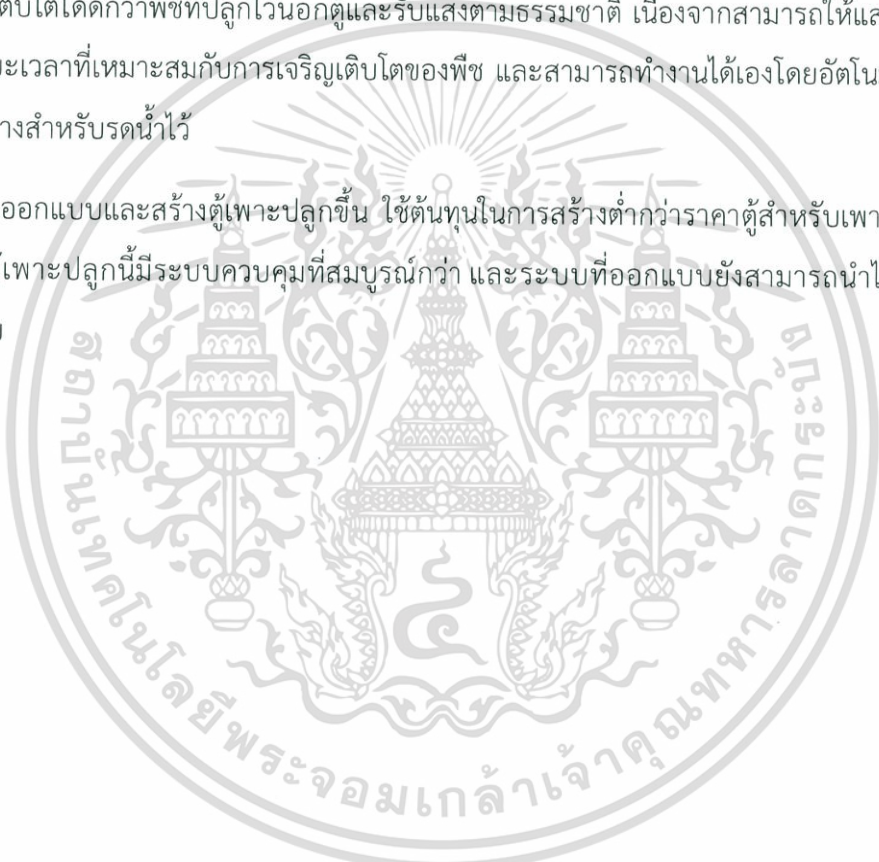 ติบโตได้ดีกว่าพืชที่ปลูกไว้นอกตู้และรับแสงตามธรรมชาติ เนื่องจากสามารถให้แส
ะเวลาที่เหมาะสมกับการเจริญเติบโตของพืช และสามารถทำงานได้เองโดยอัตโน
างสำหรับรดน้ำไว้
ออกแบบและสร้างตู้เพาะปลูกขึ้น ใช้ต้นทุนในการสร้างต่ำกว่าราคาตู้สำหรับเพา
้เพาะปลูกนี้มีระบบควบคุมที่สมบูรณ์กว่า และระบบที่ออกแบบยังสามารถนำไ
สถาบันเทคโนโลยีพระจอมเกล้าเจ้าคุณทหารลาดกระบัง